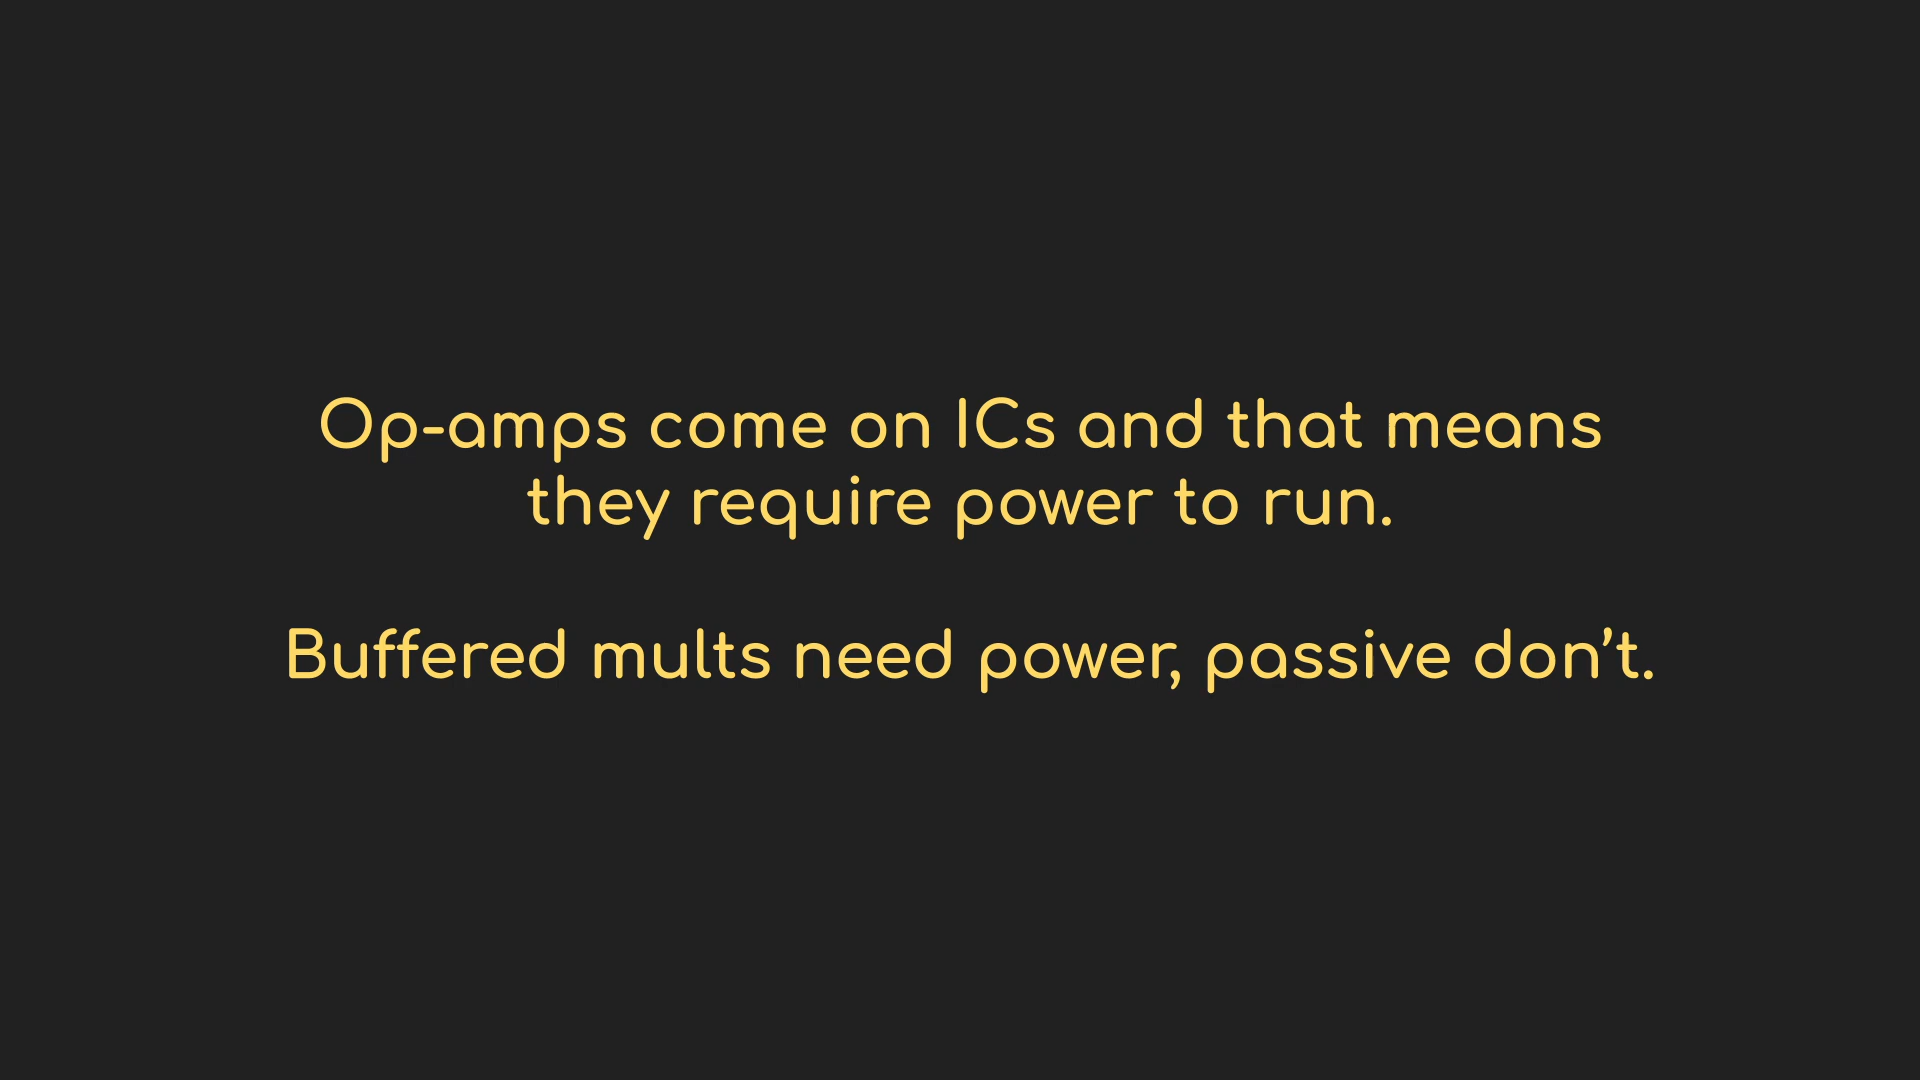 Op-amps come on ICs and that means
they require power to run.
Buffered mults need power, passive don’t.